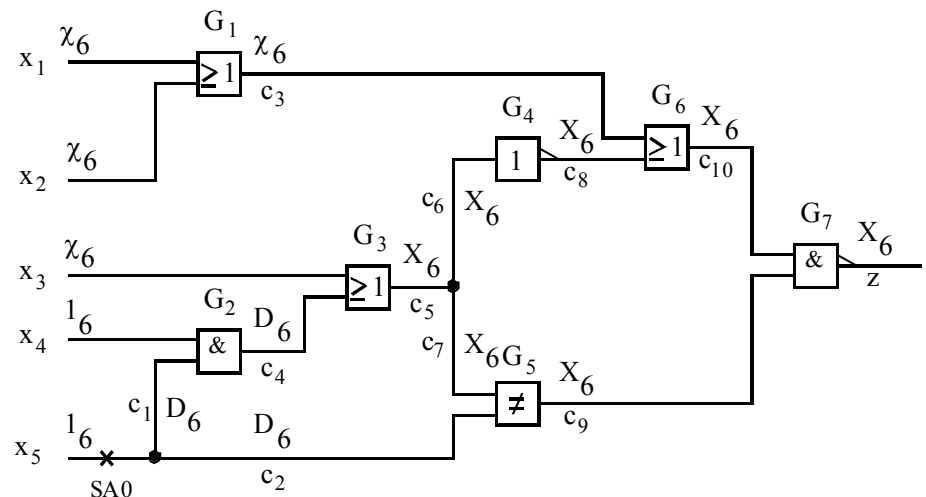 G1
χ6 χ6
x1 ≥1
c3
G6
G4 X6
X6 ≥1
χ6 1 c10
x2 c8
c6 X6
G7
G3 X6
χ6 X6
x3 &
≥1 z
16 G2 D6 c5
x4 c7
& X6 G5
c4 X6
c1 D6 ≠
16 D6 c9
x5
c2
SA0